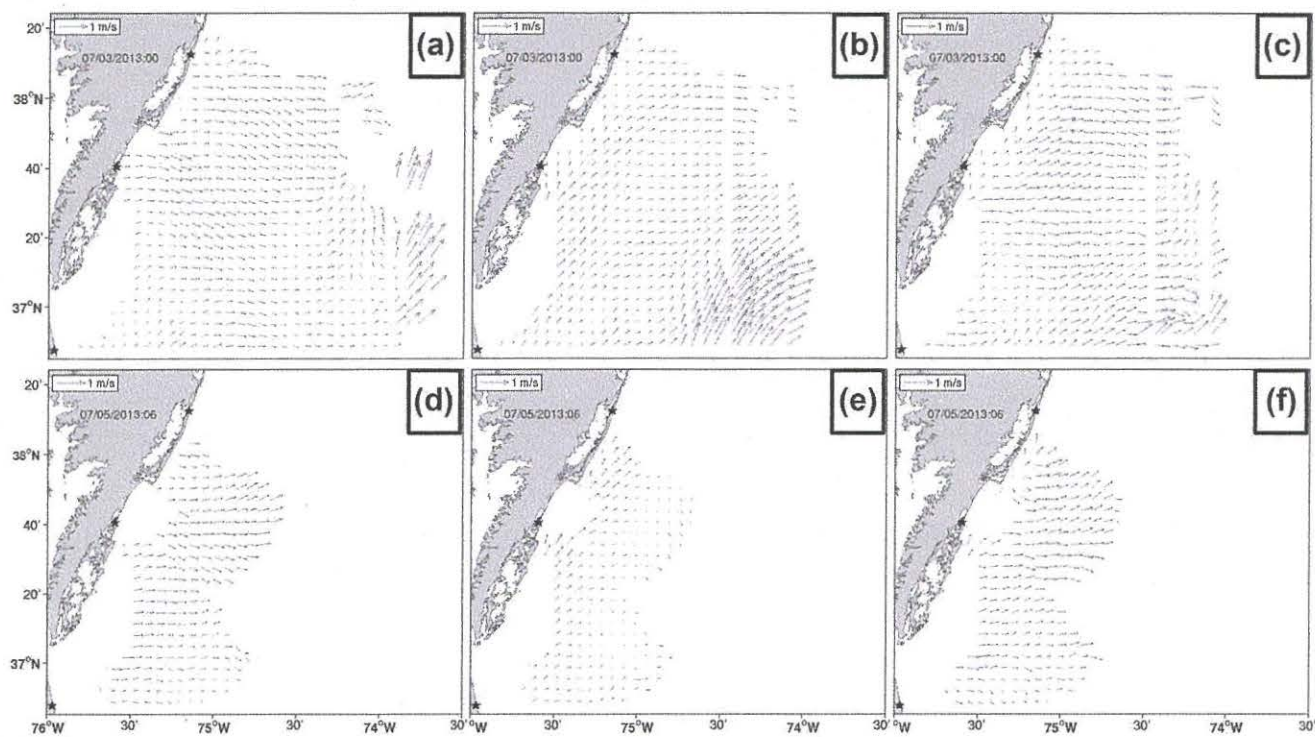 20' 1 m/s (a) 1 m/s (b) 1 m/s (c)
07/03/2013:00 07/03/2013:00 07/03/2013:00
38°N
40'
20'
37°N
20' 1 m/s (d) 1 m/s (e) 1 m/s (f)
07/05/2013:06 07/05/2013:06 07/05/2013:06
38°N
40'
20'
37°N
76°W 30' 75°W 30' 74°W 30' 30' 75°W 30' 74°W 30' 30' 75°W 30' 74°W 30'